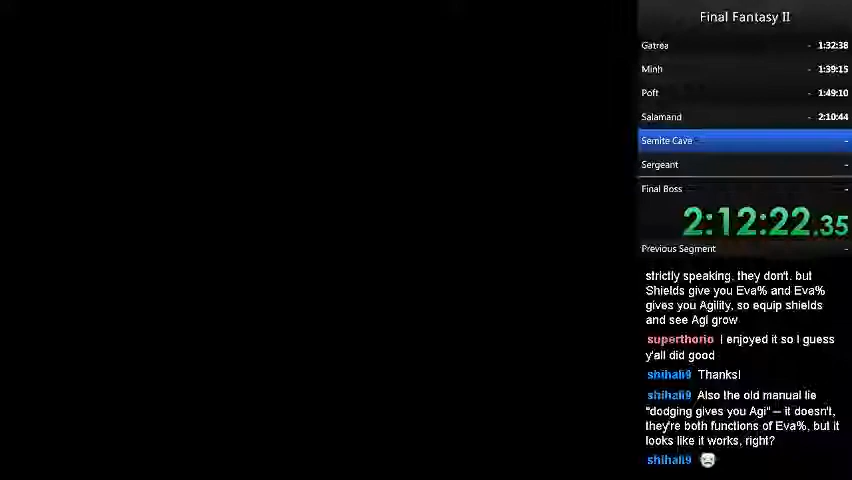 Final Fantasy II
Gatrea - 1:32:38
Minh - 1:39:15
Poft - 1:49:10
Salamand - 2:10:44
Semite Cave -
Sergeant -
Final Boss -
2:12:22.35
Previous Segment -
strictly speaking, they don't. but
Shields give you Eva% and Eva%
gives you Agility, so equip shields
and see Agi grow
superthorio I enjoyed it so I guess
y'all did good
shihali9 Thanks!
shihali9 Also the old manual lie
"dodging gives you Agi" – it doesn't,
they're both functions of Eva%, but it
looks like it works, right?
shihali9